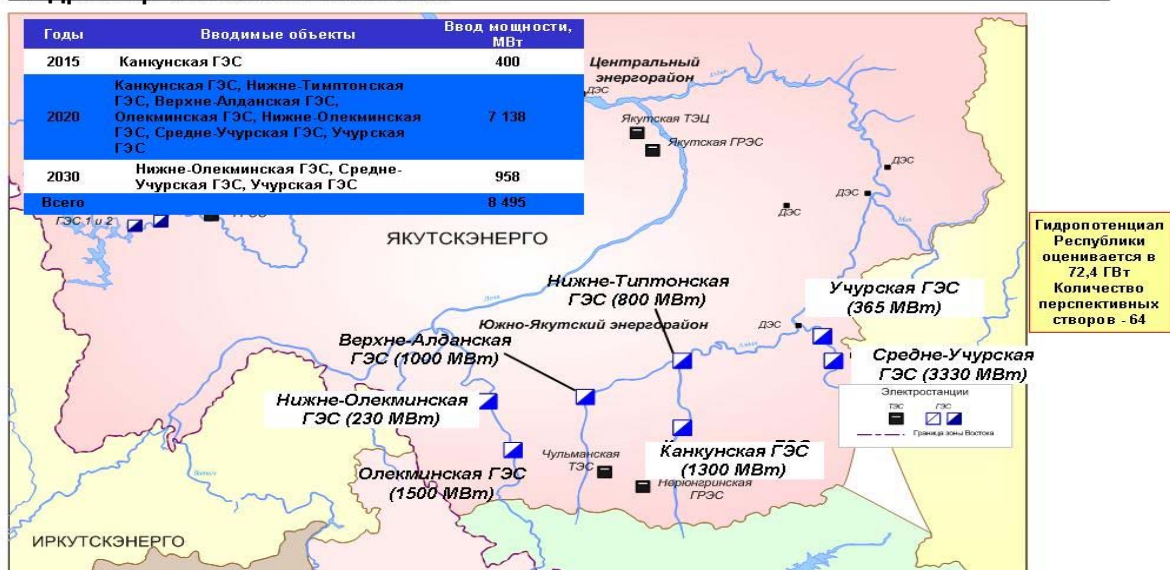 Годы Вводимые объекты Ввод мощности, МВт
2015 Канкунская ГЭС 400
2020 Канкунская ГЭС, Нижне-Тимптонская
ГЭС, Верхне-Алданская ГЭС,
Олекминская ГЭС, Нижне-Олекминская
ГЭС, Средне-Учурская ГЭС, Учурская
ГЭС
7 138
2030 Нижне-Олекминская ГЭС, Средне-
Учурская ГЭС, Учурская ГЭС
958
Всего 8 495
Центральный
энергорайон
ДЭС
Якутская ТЭЦ
Якутская ГРЭС
ДЭС
ДЭС
ДЭС
ГЭС 1 и 2
ЯКУТСКЭНЕРГО
Гидропотенциал
Республики
оценивается в
72,4 ГВт
Количество
перспективных
створов - 64
Нижне-Типтонская
ГЭС (800 МВт)
Учурская ГЭС
(365 МВт)
Лена
Южно-Якутский энергорайон
ДЭС
Алдан
Верхне-Алданская
ГЭС (1000 МВт)
Средне-Учурская
ГЭС (3330 МВт)
Электростанции
ТЭС ГЭС
Граница зоны Востока
Нижне-Олекминская
ГЭС (230 МВт)
Канкунская ГЭС
(1300 МВт)
Чульманская
ТЭС
Нерюнгринская
ГРЭС
Олекминская ГЭС
(1500 МВт)
Витим
ИРКУТСКЭНЕРГО